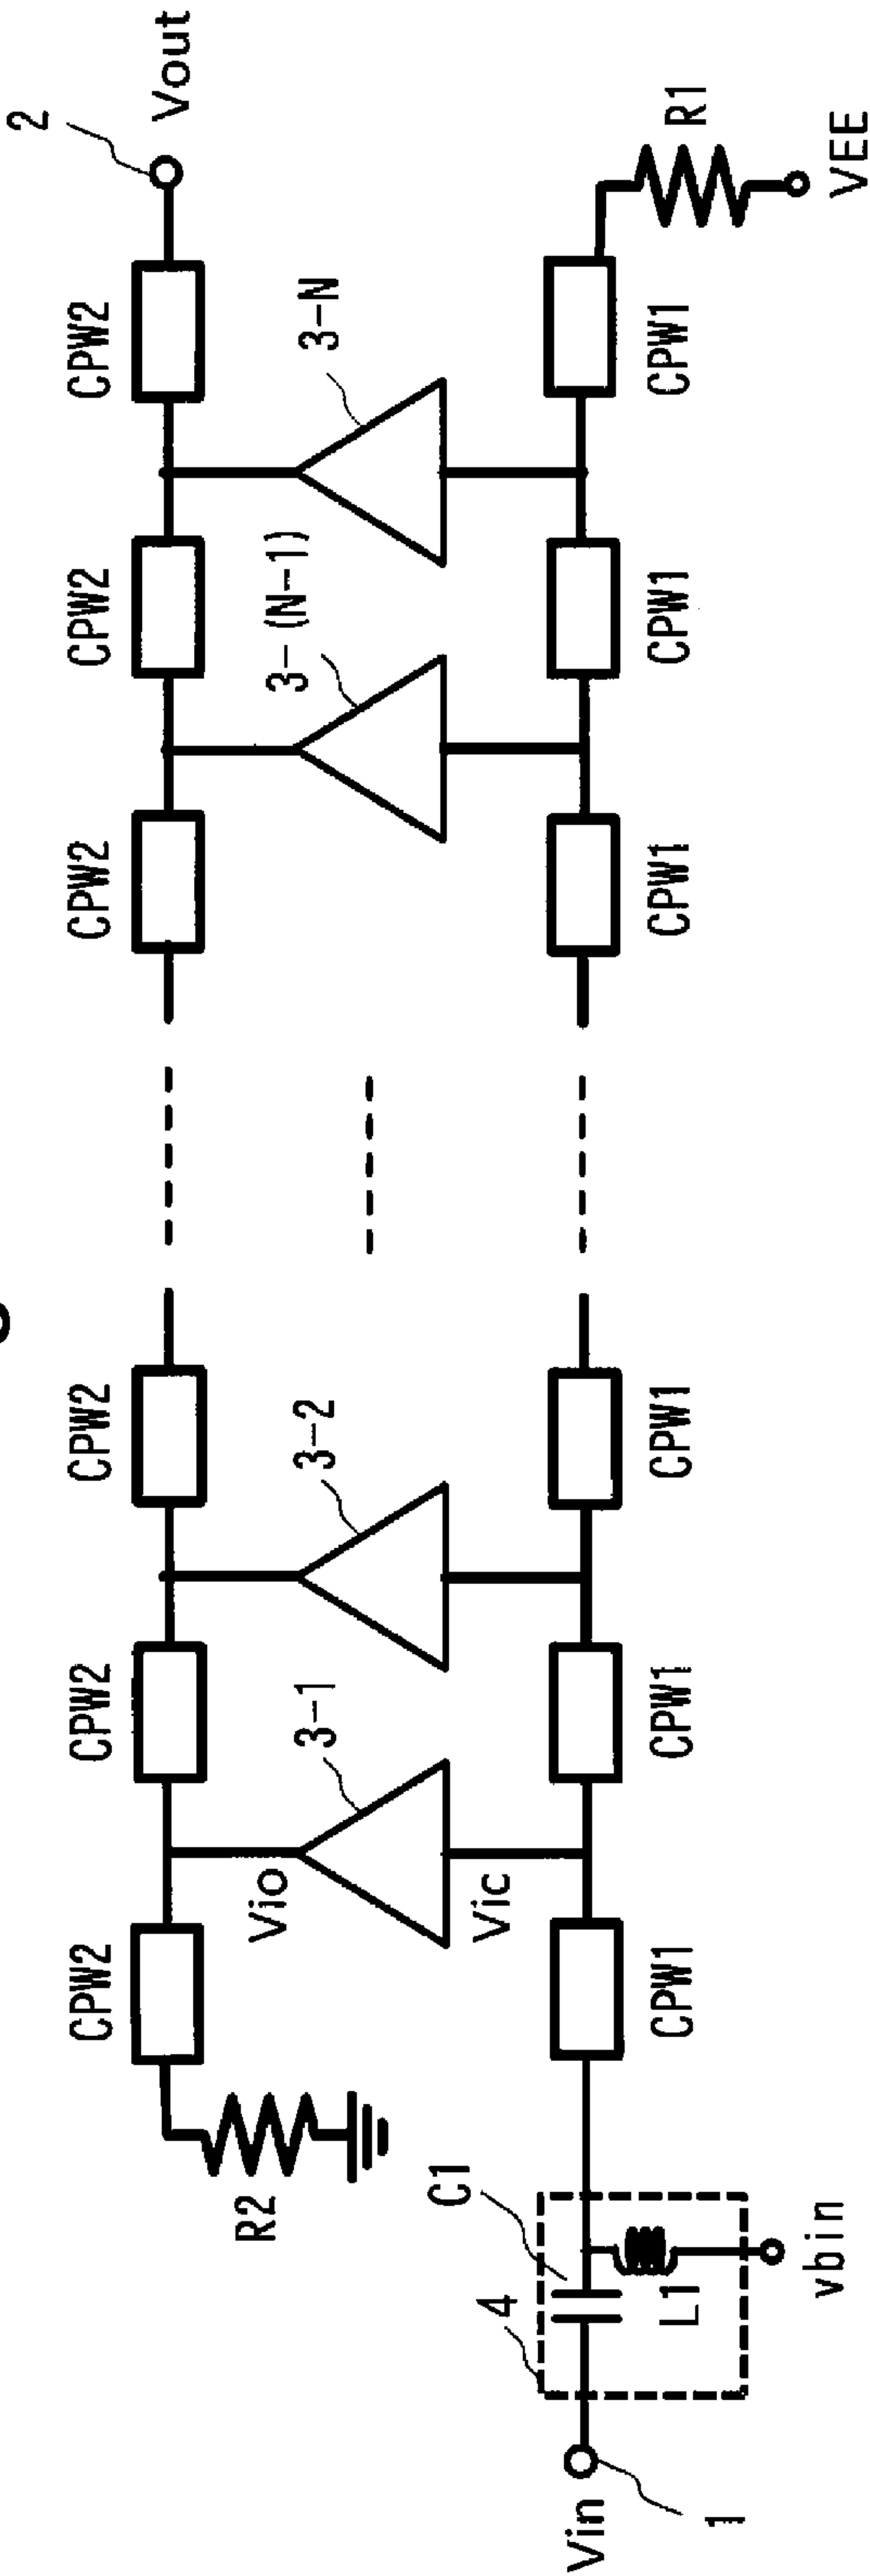 2
Vout
CPW2
CPW2
CPW2
CPW2
CPW2
CPW2
R2
Vio
Vic
3-1
3-2
3-(N-1)
3-N
R1
VEE
CPW1
CPW1
CPW1
CPW1
CPW1
CPW1
4
C1
L1
vbin
Vin
1